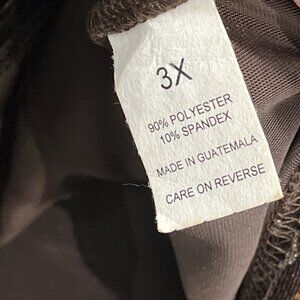 3X
90% POLYESTER
10% SPANDEX
MADE IN GUATEMALA
CARE ON REVERSE